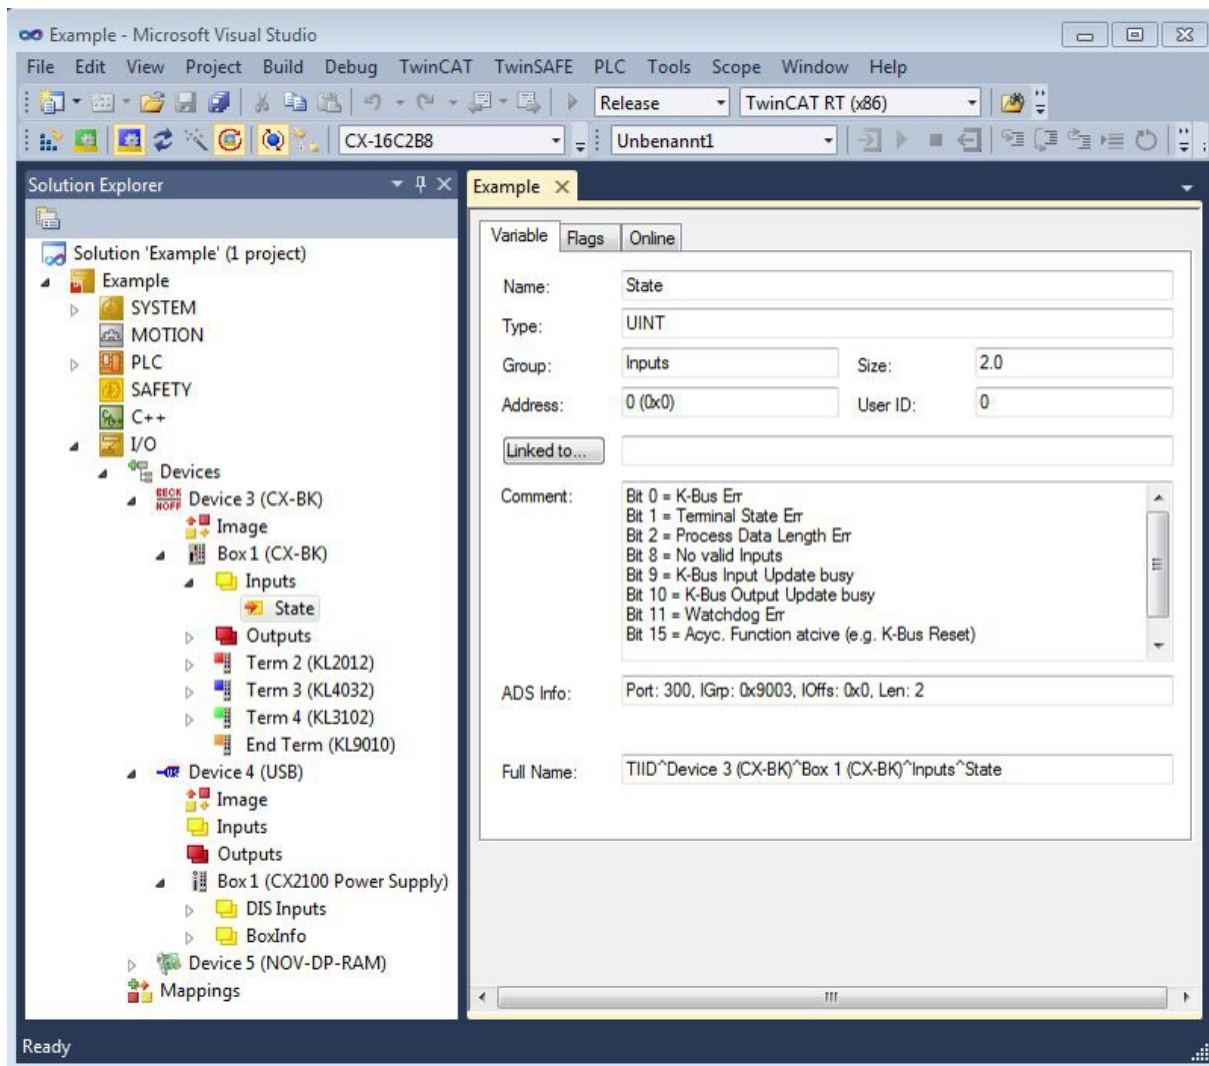 Example - Microsoft Visual Studio
File Edit View Project Build Debug TwinCAT TwinSAFE PLC Tools Scope Window Help
Release TwinCAT RT (x86)
CX-16C2B8 Unbenannt1
Solution Explorer
Solution 'Example' (1 project)
Example
SYSTEM
MOTION
PLC
SAFETY
C++
I/O
Devices
BECK
HOFF
Device 3 (CX-BK)
Image
Box 1 (CX-BK)
Inputs
State
Outputs
Term 2 (KL2012)
Term 3 (KL4032)
Term 4 (KL3102)
End Term (KL9010)
Device 4 (USB)
Image
Inputs
Outputs
Box 1 (CX2100 Power Supply)
DIS Inputs
BoxInfo
Device 5 (NOV-DP-RAM)
Mappings
Example
Variable Flags Online
Name: State
Type: UINT
Group: Inputs Size: 2.0
Address: 0 (0x0) User ID: 0
Linked to...
Comment: Bit 0 = K-Bus Err
Bit 1 = Terminal State Err
Bit 2 = Process Data Length Err
Bit 8 = No valid Inputs
Bit 9 = K-Bus Input Update busy
Bit 10 = K-Bus Output Update busy
Bit 11 = Watchdog Err
Bit 15 = Acyc. Function atcive (e.g. K-Bus Reset)
ADS Info: Port: 300, IGrp: 0x9003, IOffs: 0x0, Len: 2
Full Name: TIID^Device 3 (CX-BK)^Box 1 (CX-BK)^Inputs^State
Ready